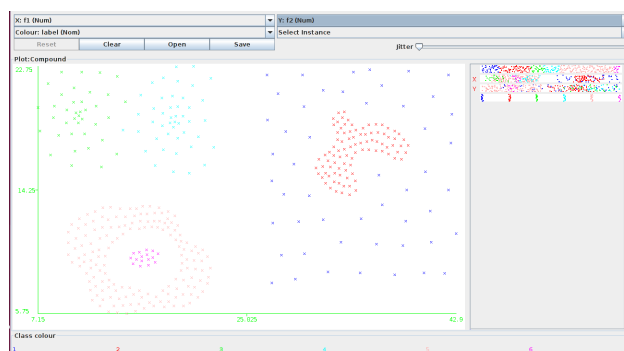 X: f1 (Num)
Y: f2 (Num)
Colour: label (Nom)
Select Instance
Reset
Clear
Open
Save
Jitter
Plot:Compound
22.75
X
Y
14.25
5.75
7.15
25.025
42.9
Class colour
1
2
3
4
5
6